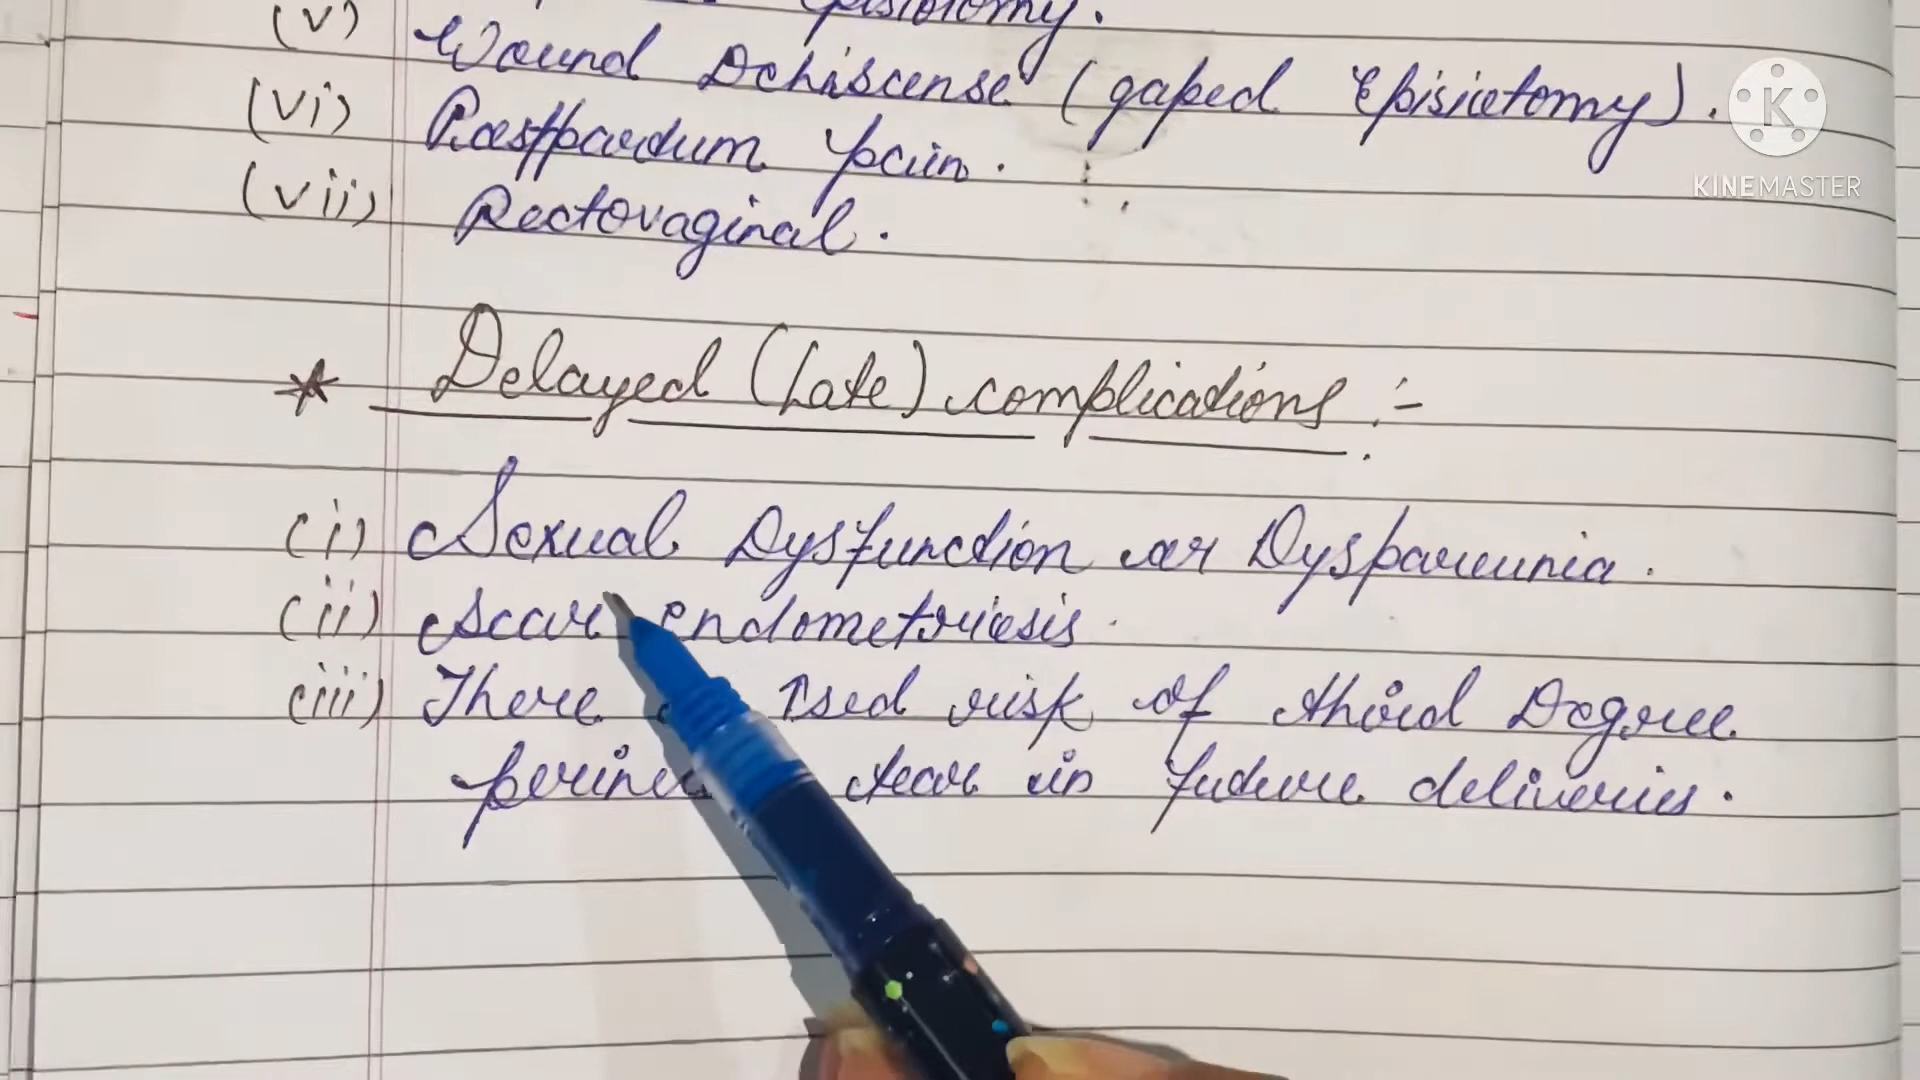 Episiotomy.
(v) Wound Dehiscense (gaped Episiotomy).
(vi) Postpartum pain.
(vii) Rectovaginal.
* Delayed (Late) complications :-
(i) Sexual Dysfunction or Dyspareunia.
(ii) Scar endometriosis.
(iii) There ↑sed risk of third Degree
tear in future deliveries.
KINEMASTER